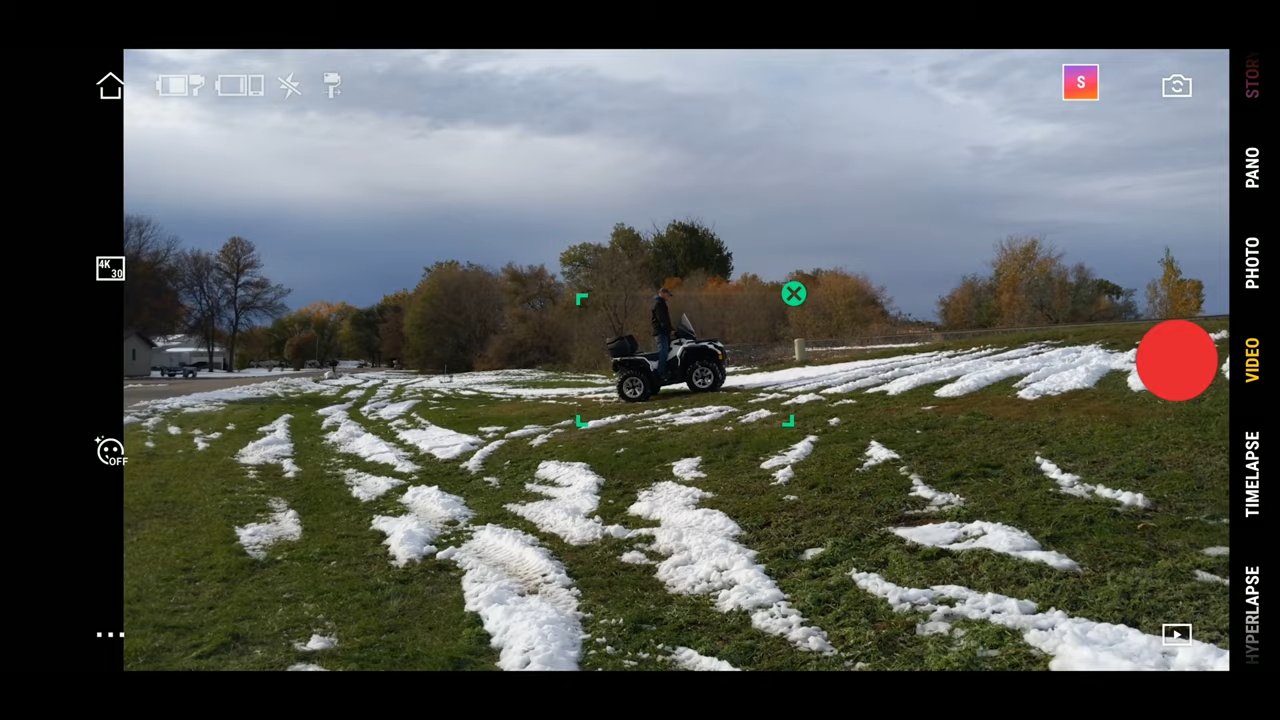 S
4K
30
OFF
STORY
PANO
PHOTO
VIDEO
TIMELAPSE
HYPERLAPSE